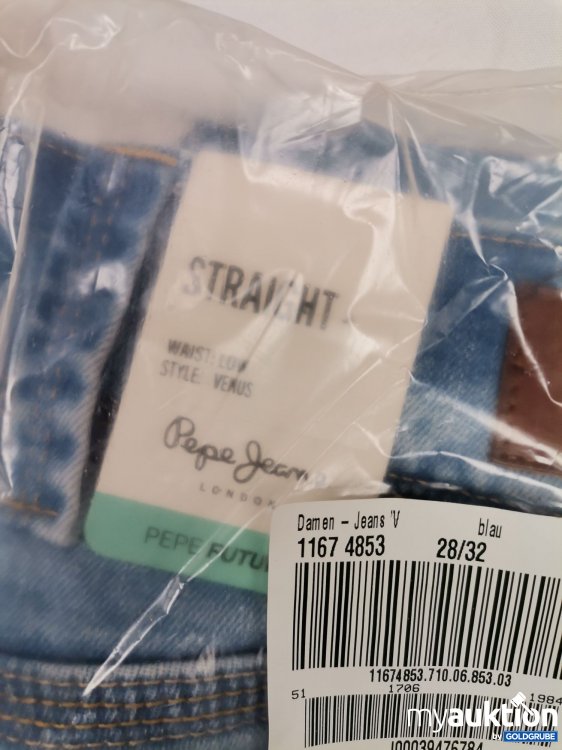 STRAIGHT
WAIST: LOW
STYLE: VENUS
Pepe Jeans
LONDON
PEPE FUTU
Damen - Jeans 'V blau
1167 4853 28/32
11674853.710.06.853.03
51 1706 1984
myauktion
by GOLDGRUBE